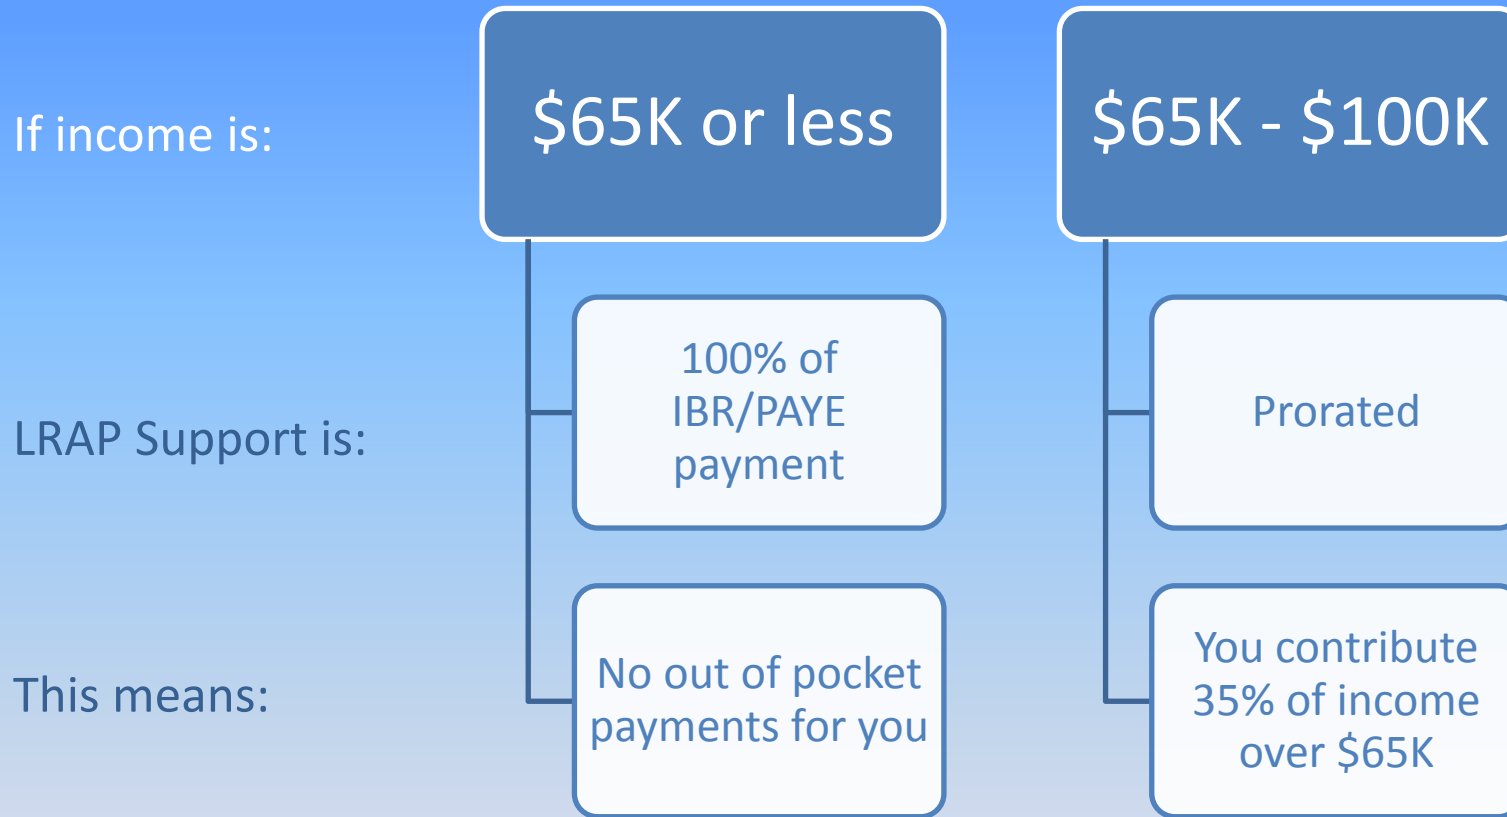 If income is:
$65K or less
$65K - $100K
LRAP Support is:
100% of
IBR/PAYE
payment
Prorated
This means:
No out of pocket
payments for you
You contribute
35% of income
over $65K